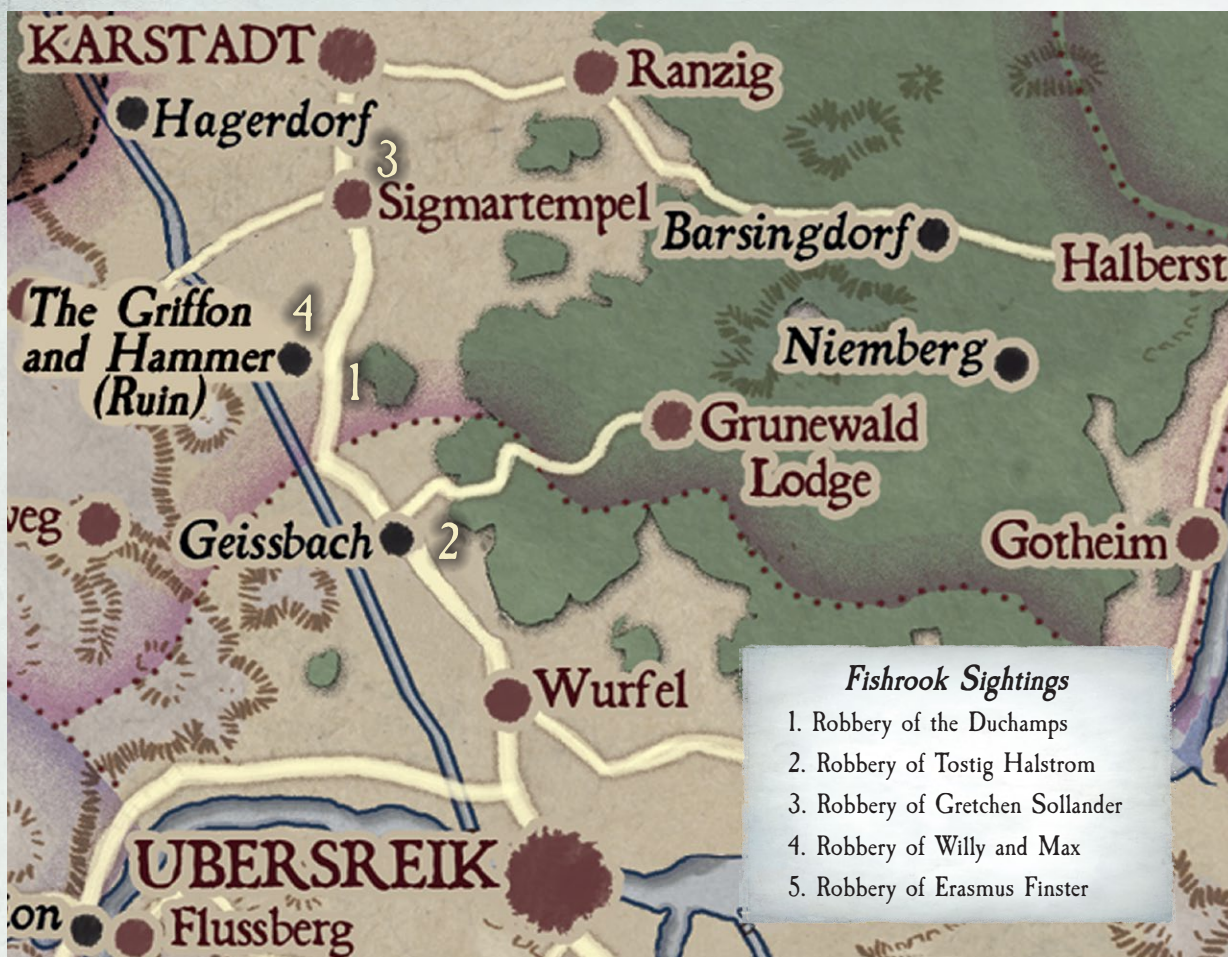 KARSTADT
Ranzig
Hagerdorf
3
Sigmartempel
Barsingdorf
Halberst
The Griffon
and Hammer
(Ruin)
4
1
Niemberg
Grunewald
Lodge
veg
Geissbach
2
Gotheim
Wurfel
Fishrook Sightings
1. Robbery of the Duchamps
2. Robbery of Tostig Halstrom
3. Robbery of Gretchen Sollander
4. Robbery of Willy and Max
5. Robbery of Erasmus Finster
UBERSREIK
ion
Flussberg